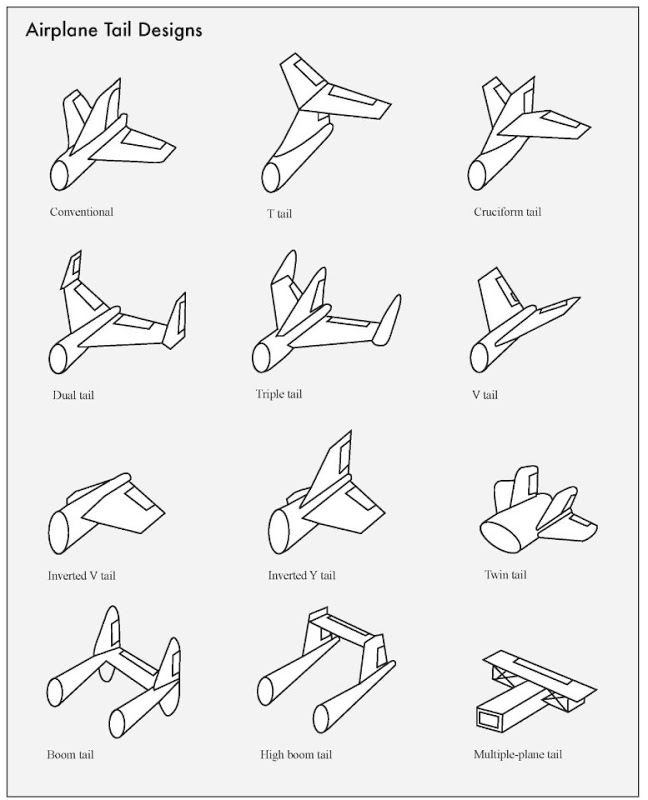 Airplane Tail Designs
Conventional
T tail
Cruciform tail
Dual tail
Triple tail
V tail
Inverted V tail
Inverted Y tail
Twin tail
Boom tail
High boom tail
Multiple-plane tail